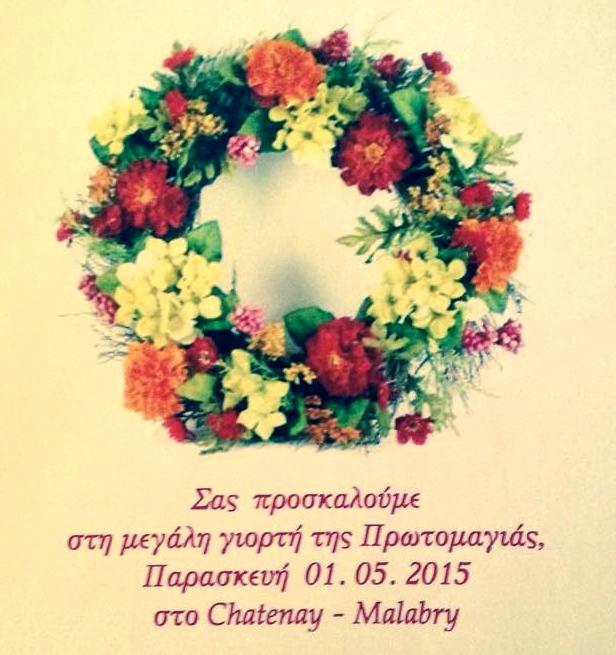 Σας προσκαλούμε
στη μεγάλη γιορτή της Πρωτομαγιάς,
Παρασκευή 01. 05. 2015
στο Chatenay - Malabry